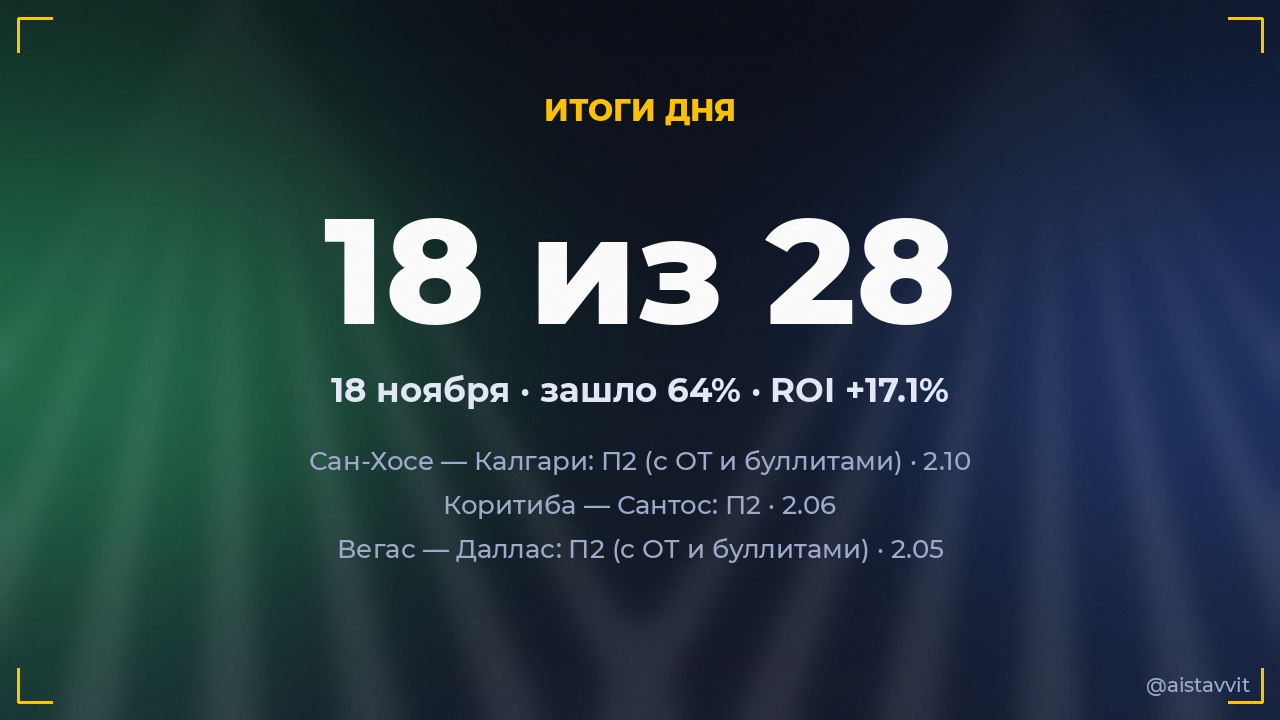 ИТОГИ ДНЯ
18 из 28
18 ноября · зашло 64% · ROI +17.1%
Сан-Хосе — Калгари: П2 (с ОТ и буллитами) · 2.10
Коритиба — Сантос: П2 · 2.06
Вегас — Даллас: П2 (с ОТ и буллитами) · 2.05
@aistavvit